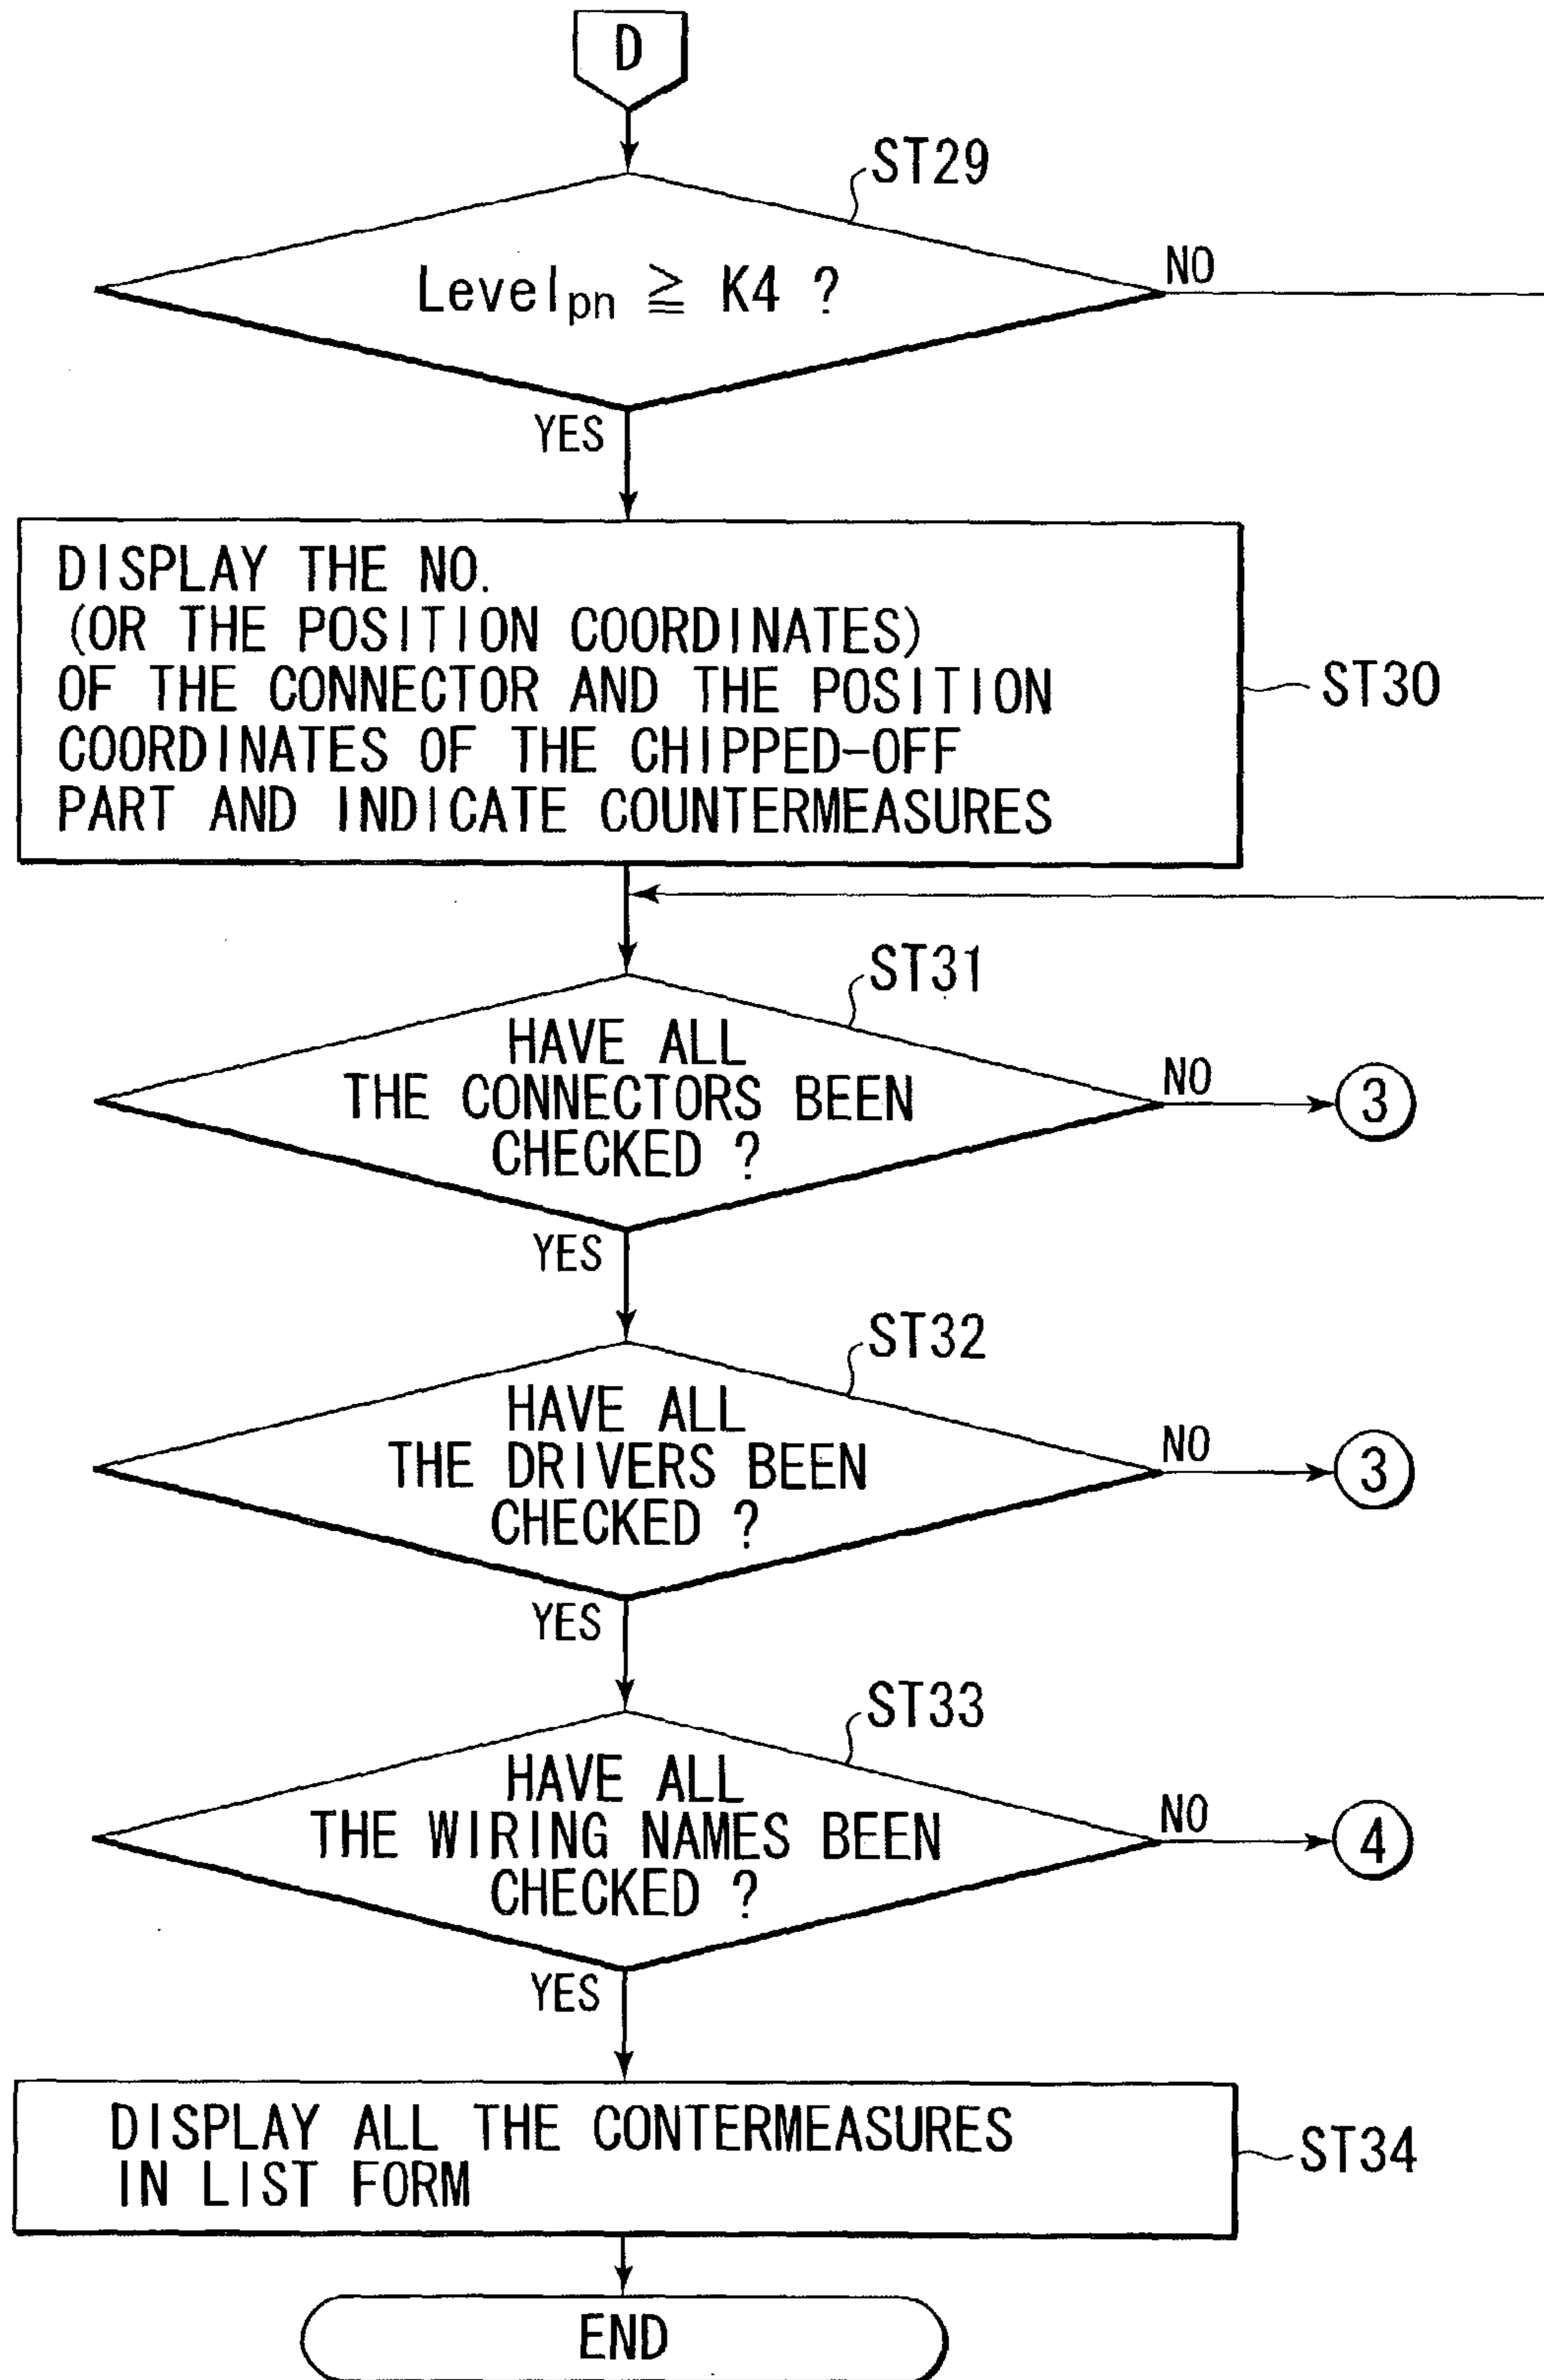 D
ST29
Levelpn ≧ K4 ?
NO
YES
DISPLAY THE NO.
(OR THE POSITION COORDINATES)
OF THE CONNECTOR AND THE POSITION
COORDINATES OF THE CHIPPED-OFF
PART AND INDICATE COUNTERMEASURES
ST30
ST31
HAVE ALL
THE CONNECTORS BEEN
CHECKED ?
NO
3
YES
ST32
HAVE ALL
THE DRIVERS BEEN
CHECKED ?
NO
3
YES
ST33
HAVE ALL
THE WIRING NAMES BEEN
CHECKED ?
NO
4
YES
DISPLAY ALL THE CONTERMEASURES
IN LIST FORM
ST34
END